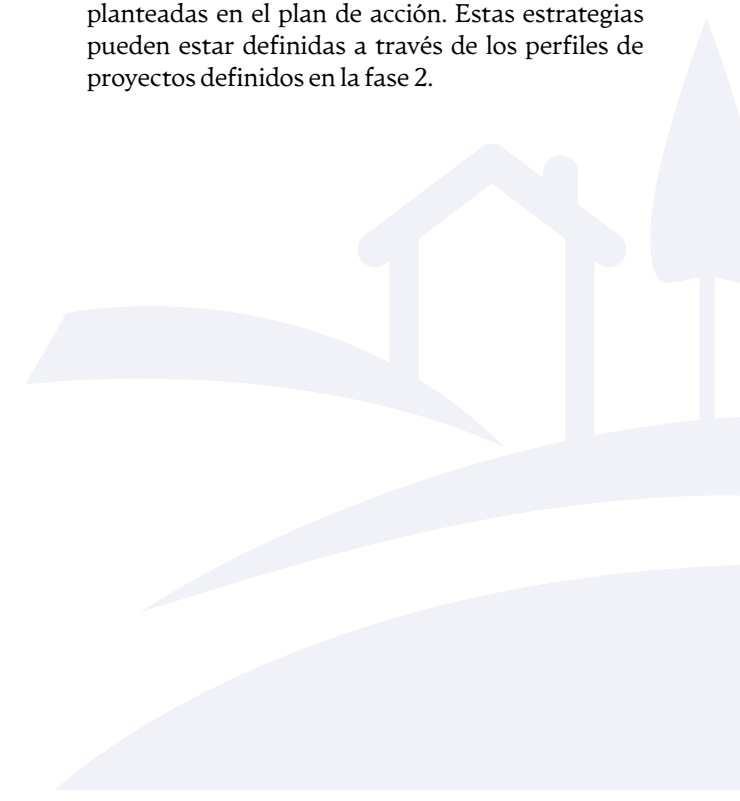 planteadas en el plan de acción. Estas estrategias
pueden estar definidas a través de los perfiles de
proyectos definidos en la fase 2.